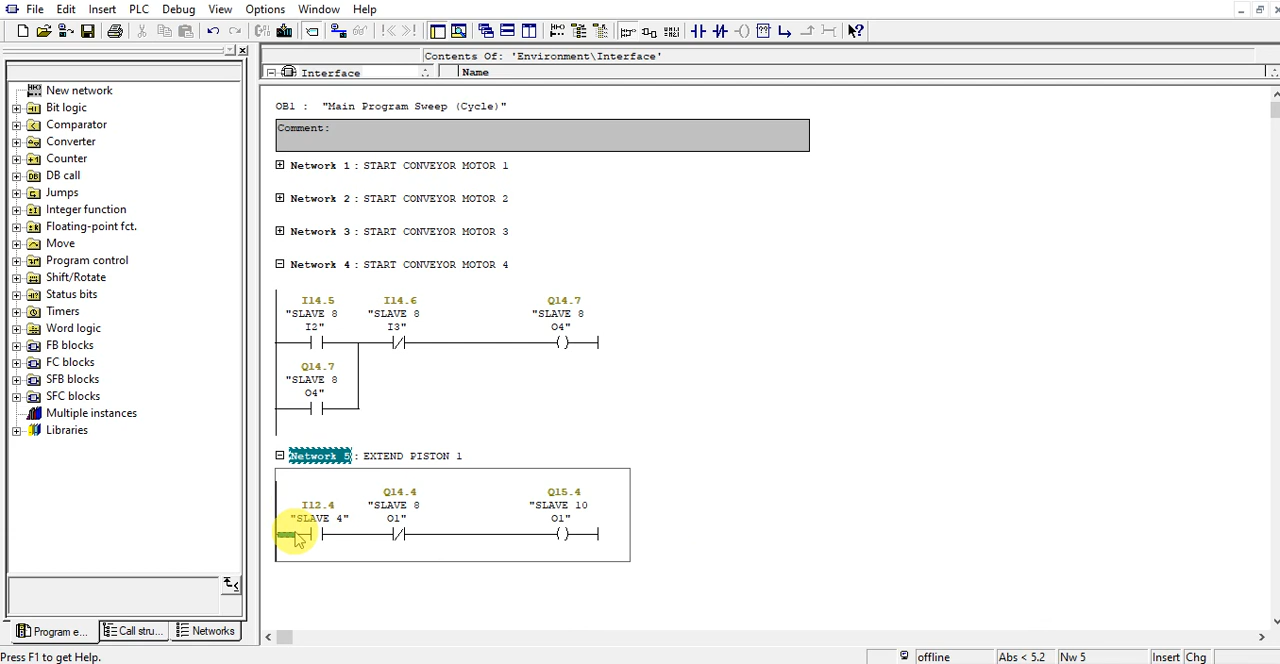 File Edit Insert PLC Debug View Options Window Help
Contents Of: 'Environment\Interface'
Interface
Name
New network
Bit logic
Comparator
Converter
Counter
DB call
Jumps
Integer function
Floating-point fct.
Move
Program control
Shift/Rotate
Status bits
Timers
Word logic
FB blocks
FC blocks
SFB blocks
SFC blocks
Multiple instances
Libraries
Program e... Call stru... Networks
OB1 : "Main Program Sweep (Cycle)"
Comment:
Network 1 : START CONVEYOR MOTOR 1
Network 2 : START CONVEYOR MOTOR 2
Network 3 : START CONVEYOR MOTOR 3
Network 4 : START CONVEYOR MOTOR 4
I14.5 I14.6 Q14.7
"SLAVE 8 "SLAVE 8 "SLAVE 8
I2" I3" O4"
Q14.7
"SLAVE 8
O4"
Network 5 : EXTEND PISTON 1
I12.4 Q14.4 Q15.4
"SLAVE 4" "SLAVE 8 "SLAVE 10
O1" O1"
Press F1 to get Help.
offline Abs < 5.2 Nw 5 Insert Chg